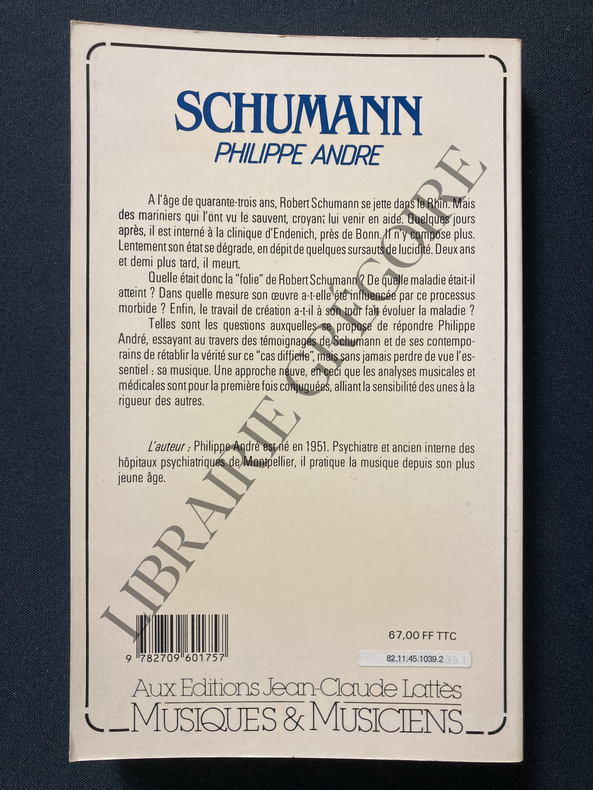 SCHUMANN
PHILIPPE ANDRE
A l'âge de quarante-trois ans, Robert Schumann se jette dans le Rhin. Mais
des mariniers qui l'ont vu le sauvent, croyant lui venir en aide. Quelques jours
après, il est interné à la clinique d'Endenich, près de Bonn. Il n'y compose plus.
Lentement son état se dégrade, en dépit de quelques sursauts de lucidité. Deux ans
et demi plus tard, il meurt.
Quelle était donc la "folie" de Robert Schumann ? De quelle maladie était-il
atteint ? Dans quelle mesure son œuvre a-t-elle été influencée par ce processus
morbide ? Enfin, le travail de création a-t-il à son tour fait évoluer la maladie ?
Telles sont les questions auxquelles se propose de répondre Philippe
André, essayant au travers des témoignages de Schumann et de ses contempo-
rains de rétablir la vérité sur ce "cas difficile", mais sans jamais perdre de vue l'es-
sentiel : sa musique. Une approche neuve, en ceci que les analyses musicales et
médicales sont pour la première fois conjuguées, alliant la sensibilité des unes à la
rigueur des autres.
L'auteur : Philippe André est né en 1951. Psychiatre et ancien interne des
hôpitaux psychiatriques de Montpellier, il pratique la musique depuis son plus
jeune âge.
LIBRAIRIE GRÉGOIRE
9 782709 601757
67,00 FF TTC
82.11.45.1039.2
Aux Editions Jean-Claude Lattès
MUSIQUES & MUSICIENS